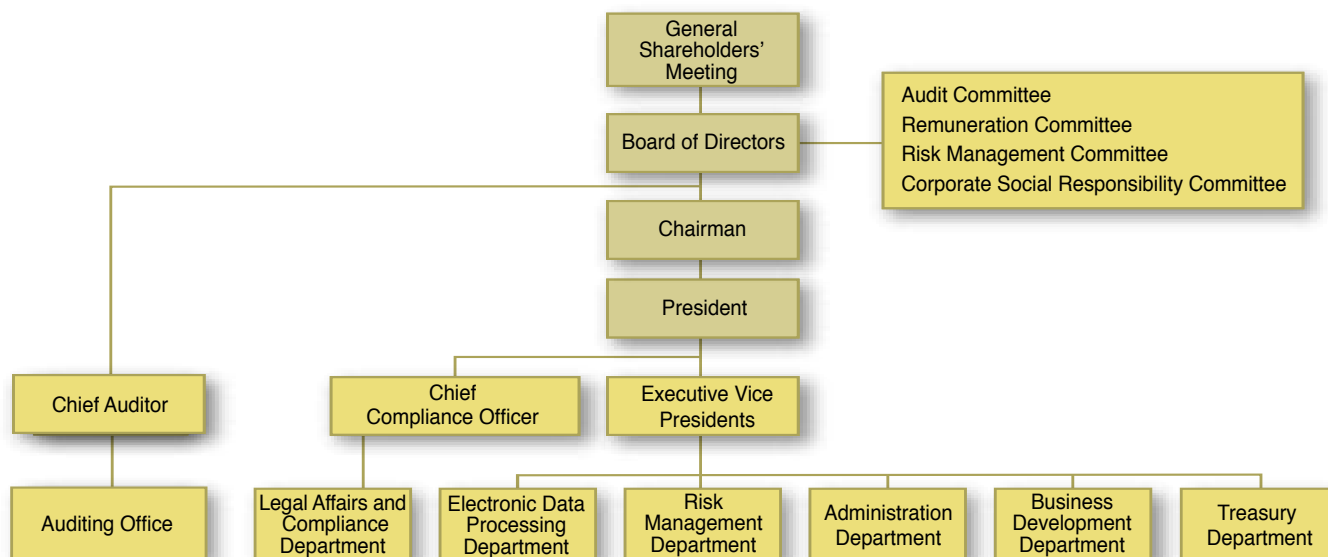 General
Shareholders'
Meeting
Board of Directors
Audit Committee
Remuneration Committee
Risk Management Committee
Corporate Social Responsibility Committee
Chairman
President
Chief Auditor
Chief
Compliance Officer
Executive Vice
Presidents
Auditing Office
Legal Affairs and
Compliance
Department
Electronic Data
Processing
Department
Risk
Management
Department
Administration
Department
Business
Development
Department
Treasury
Department